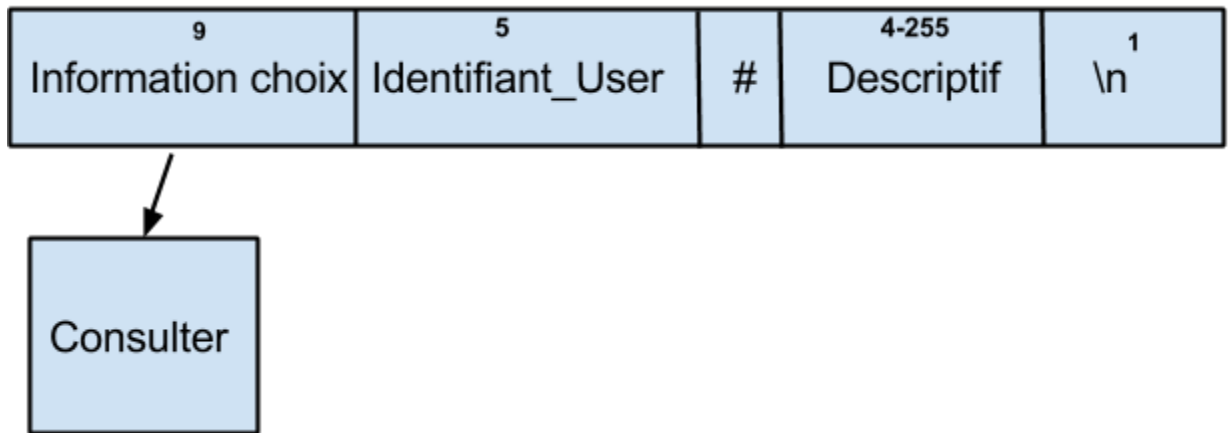 9 5 4-255 1
Information choix Identifiant_User # Descriptif \n
Consulter